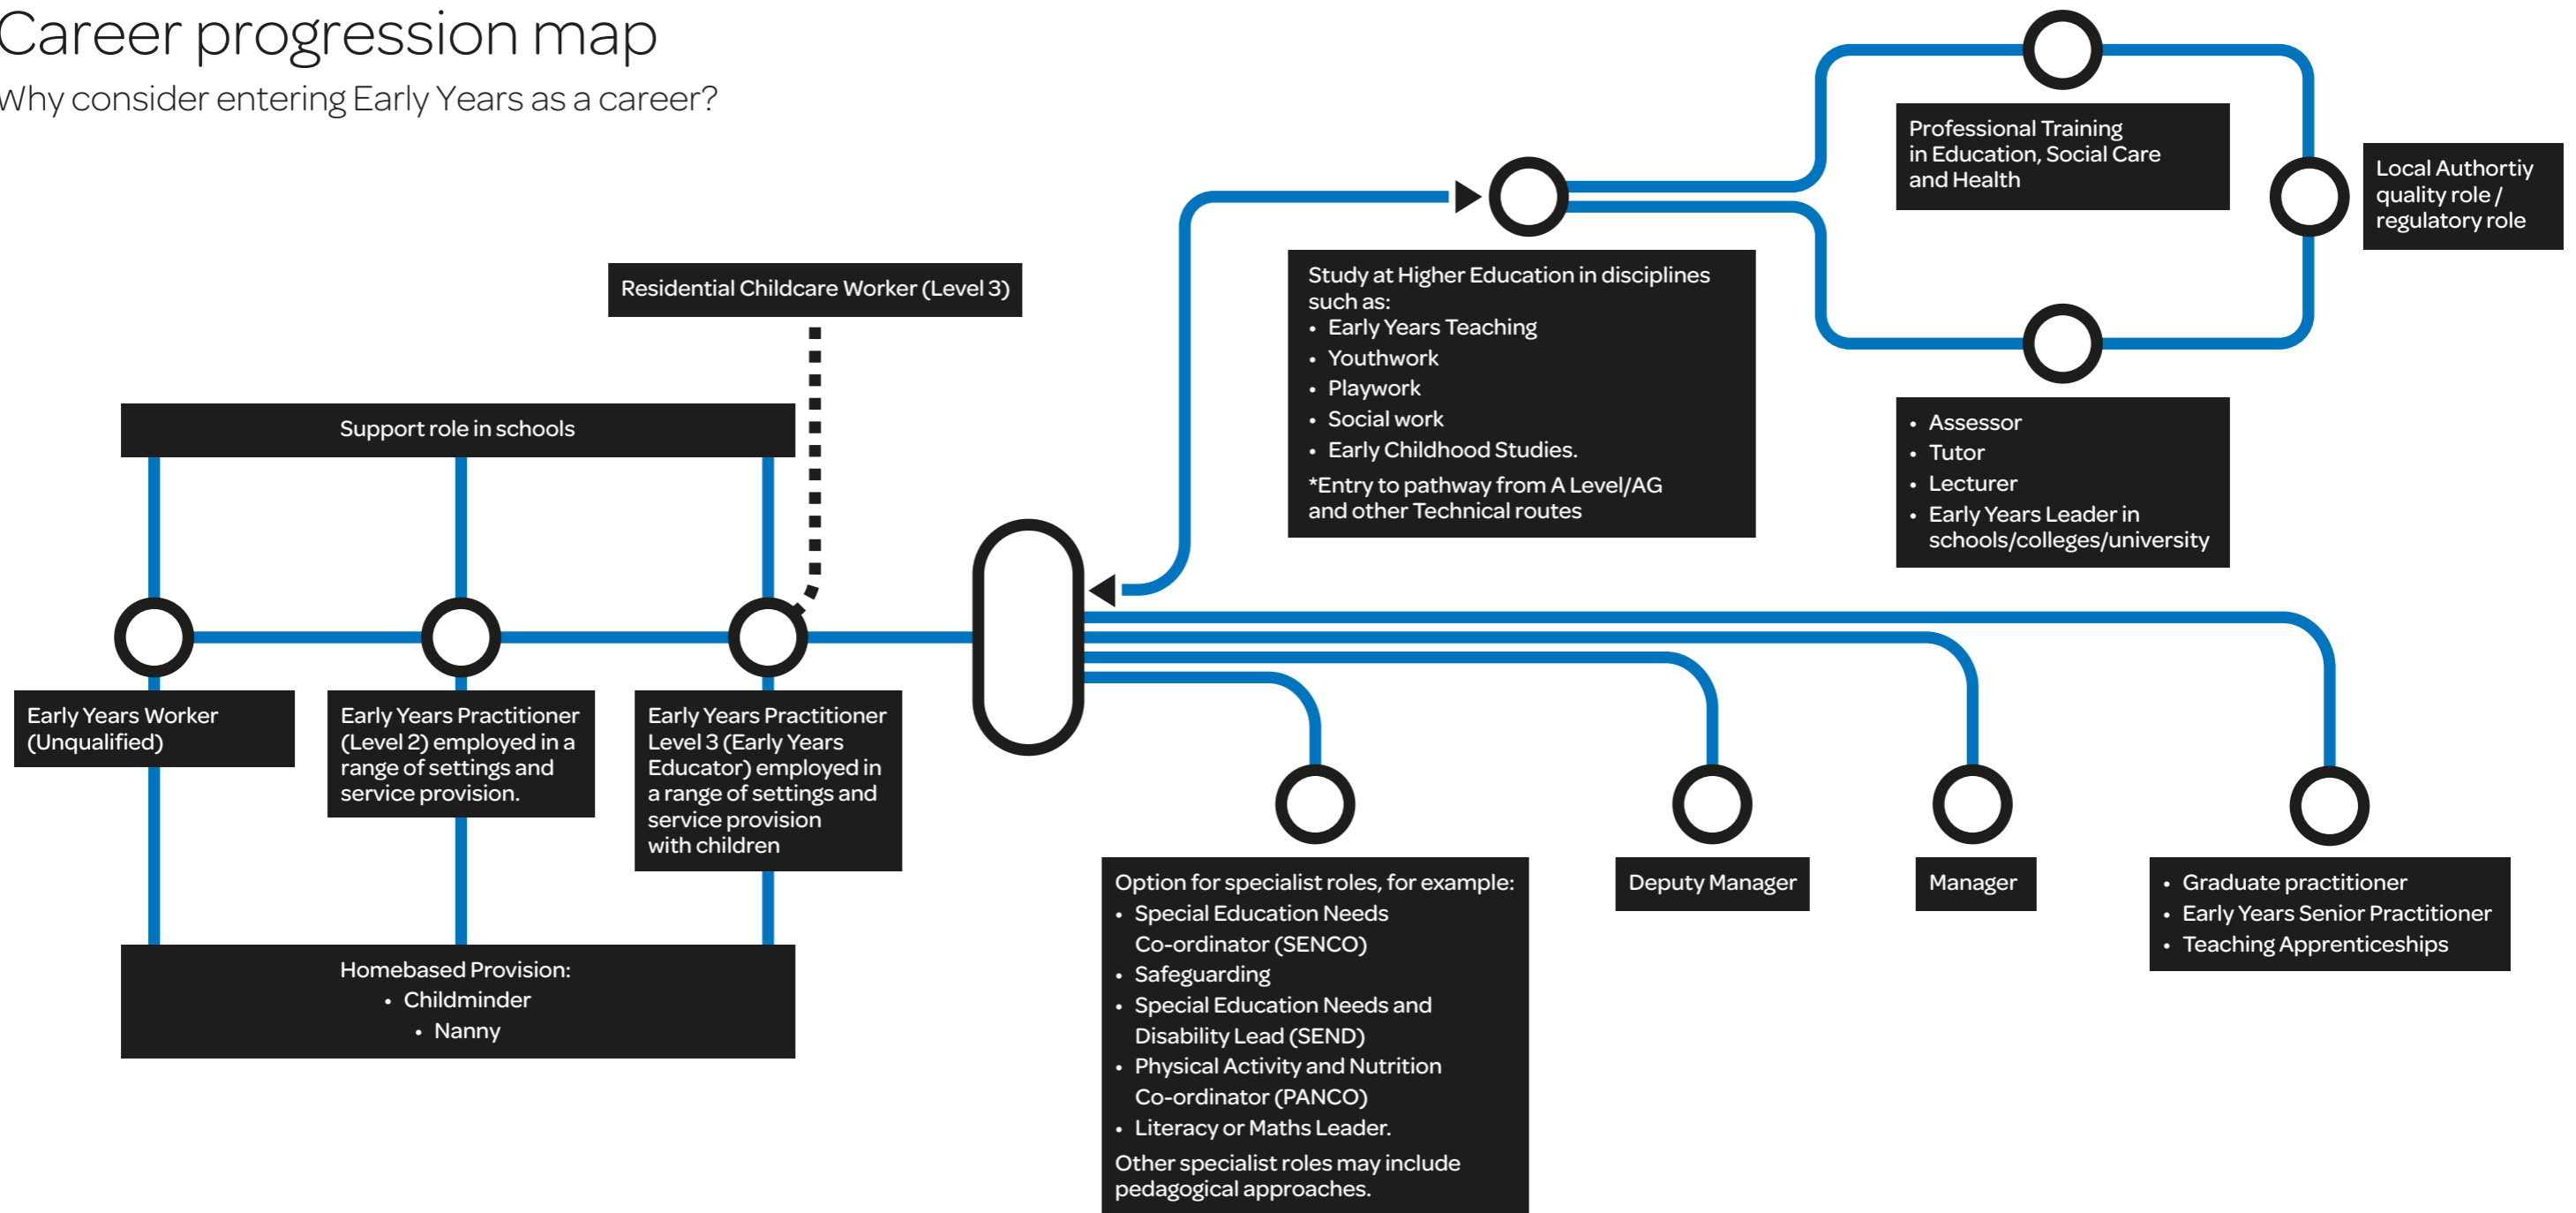 Career progression map
Why consider entering Early Years as a career?
Professional Training
in Education, Social Care
and Health
Local Authortiy
quality role /
regulatory role
Study at Higher Education in disciplines
such as:
• Early Years Teaching
• Youthwork
• Playwork
• Social work
• Early Childhood Studies.
*Entry to pathway from A Level/AG
and other Technical routes
• Assessor
• Tutor
• Lecturer
• Early Years Leader in
schools/colleges/university
Residential Childcare Worker (Level 3)
Support role in schools
Early Years Worker
(Unqualified)
Early Years Practitioner
(Level 2) employed in a
range of settings and
service provision.
Early Years Practitioner
Level 3 (Early Years
Educator) employed in
a range of settings and
service provision
with children
Homebased Provision:
• Childminder
• Nanny
Option for specialist roles, for example:
• Special Education Needs
Co-ordinator (SENCO)
• Safeguarding
• Special Education Needs and
Disability Lead (SEND)
• Physical Activity and Nutrition
Co-ordinator (PANCO)
• Literacy or Maths Leader.
Other specialist roles may include
pedagogical approaches.
Deputy Manager
Manager
• Graduate practitioner
• Early Years Senior Practitioner
• Teaching Apprenticeships